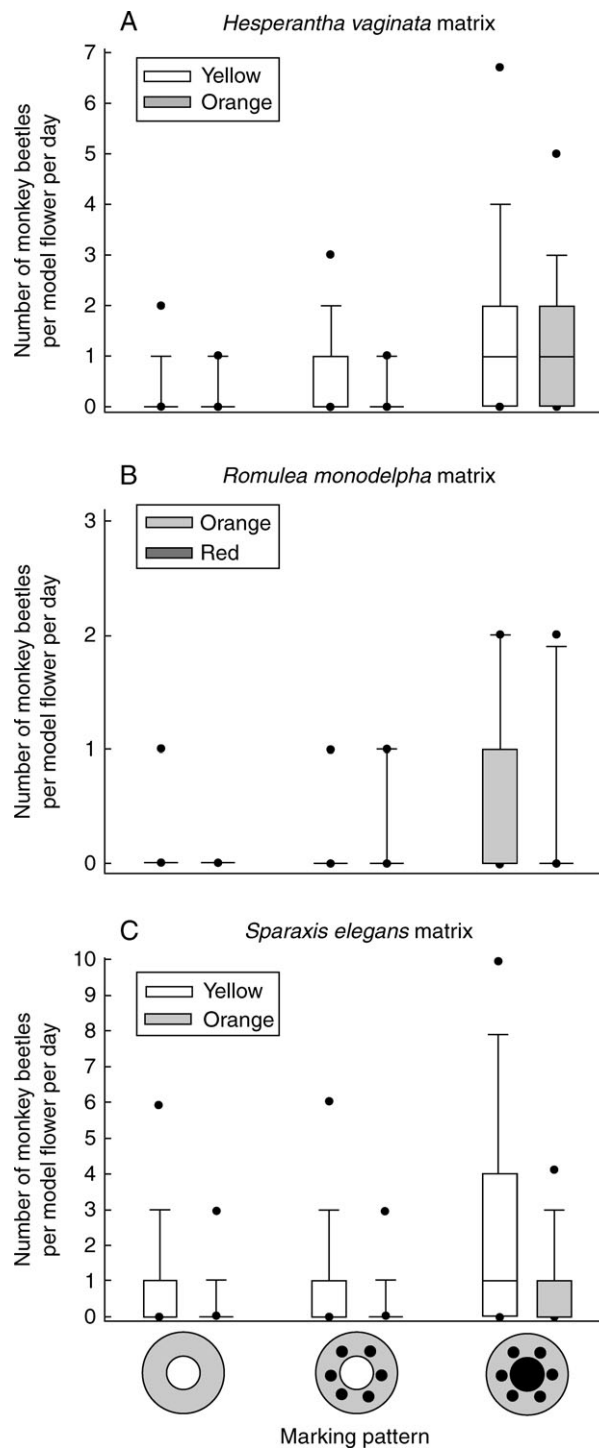 A
Hesperantha vaginata matrix
Number of monkey beetles
per model flower per day
7
6
5
4
3
2
1
0
Yellow
Orange
B
Romulea monodelpha matrix
Number of monkey beetles
per model flower per day
3
2
1
0
Orange
Red
C
Sparaxis elegans matrix
Number of monkey beetles
per model flower per day
10
9
8
7
6
5
4
3
2
1
0
Yellow
Orange
Marking pattern